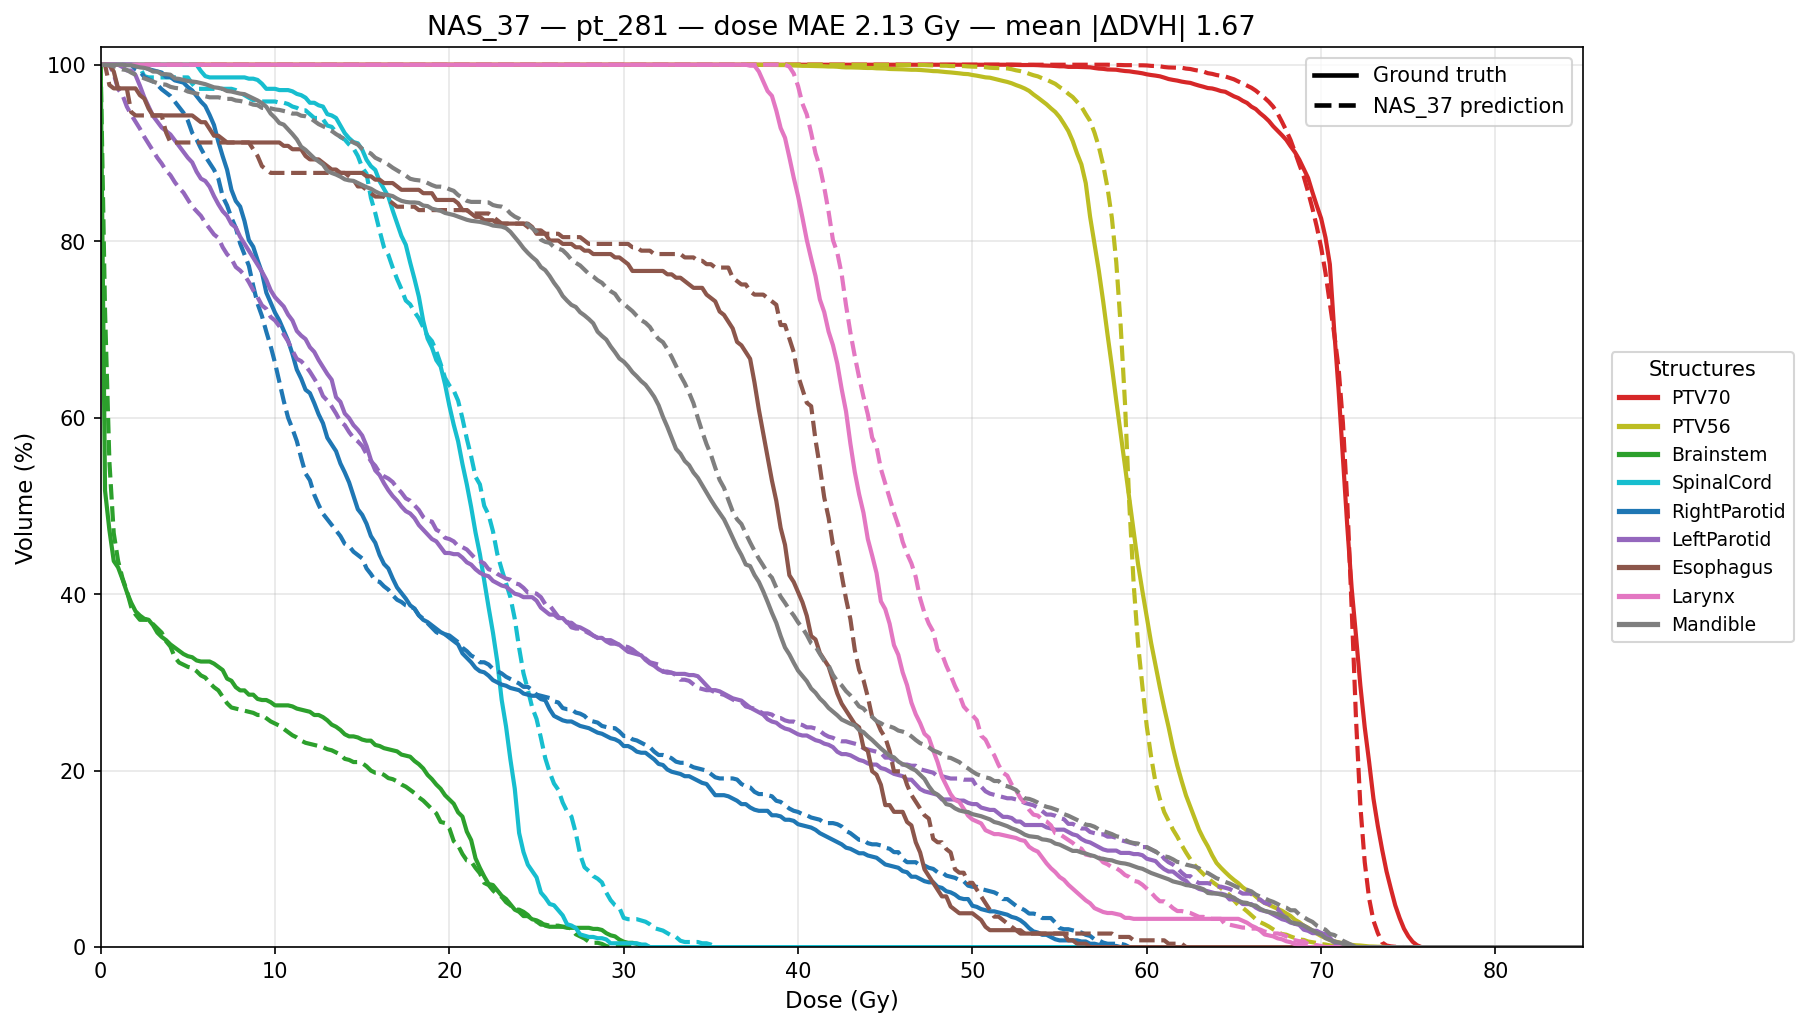 NAS_37 — pt_281 — dose MAE 2.13 Gy — mean |ΔDVH| 1.67
Ground truth
NAS_37 prediction
Volume (%)
100
80
60
40
20
0
0 10 20 30 40 50 60 70 80
Dose (Gy)
Structures
PTV70
PTV56
Brainstem
SpinalCord
RightParotid
LeftParotid
Esophagus
Larynx
Mandible